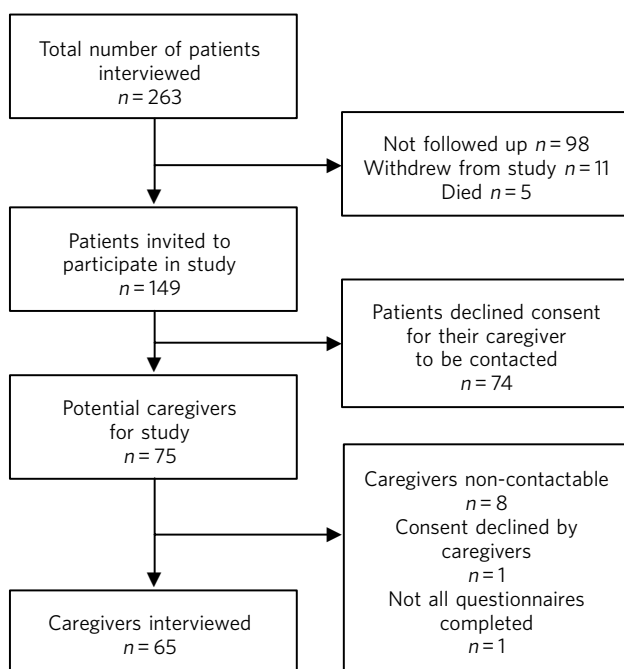 Total number of patients
interviewed
n = 263
Not followed up n = 98
Withdrew from study n = 11
Died n = 5
Patients invited to
participate in study
n = 149
Patients declined consent
for their caregiver
to be contacted
n = 74
Potential caregivers
for study
n = 75
Caregivers non-contactable
n = 8
Consent declined by
caregivers
n = 1
Not all questionnaires
completed
n = 1
Caregivers interviewed
n = 65